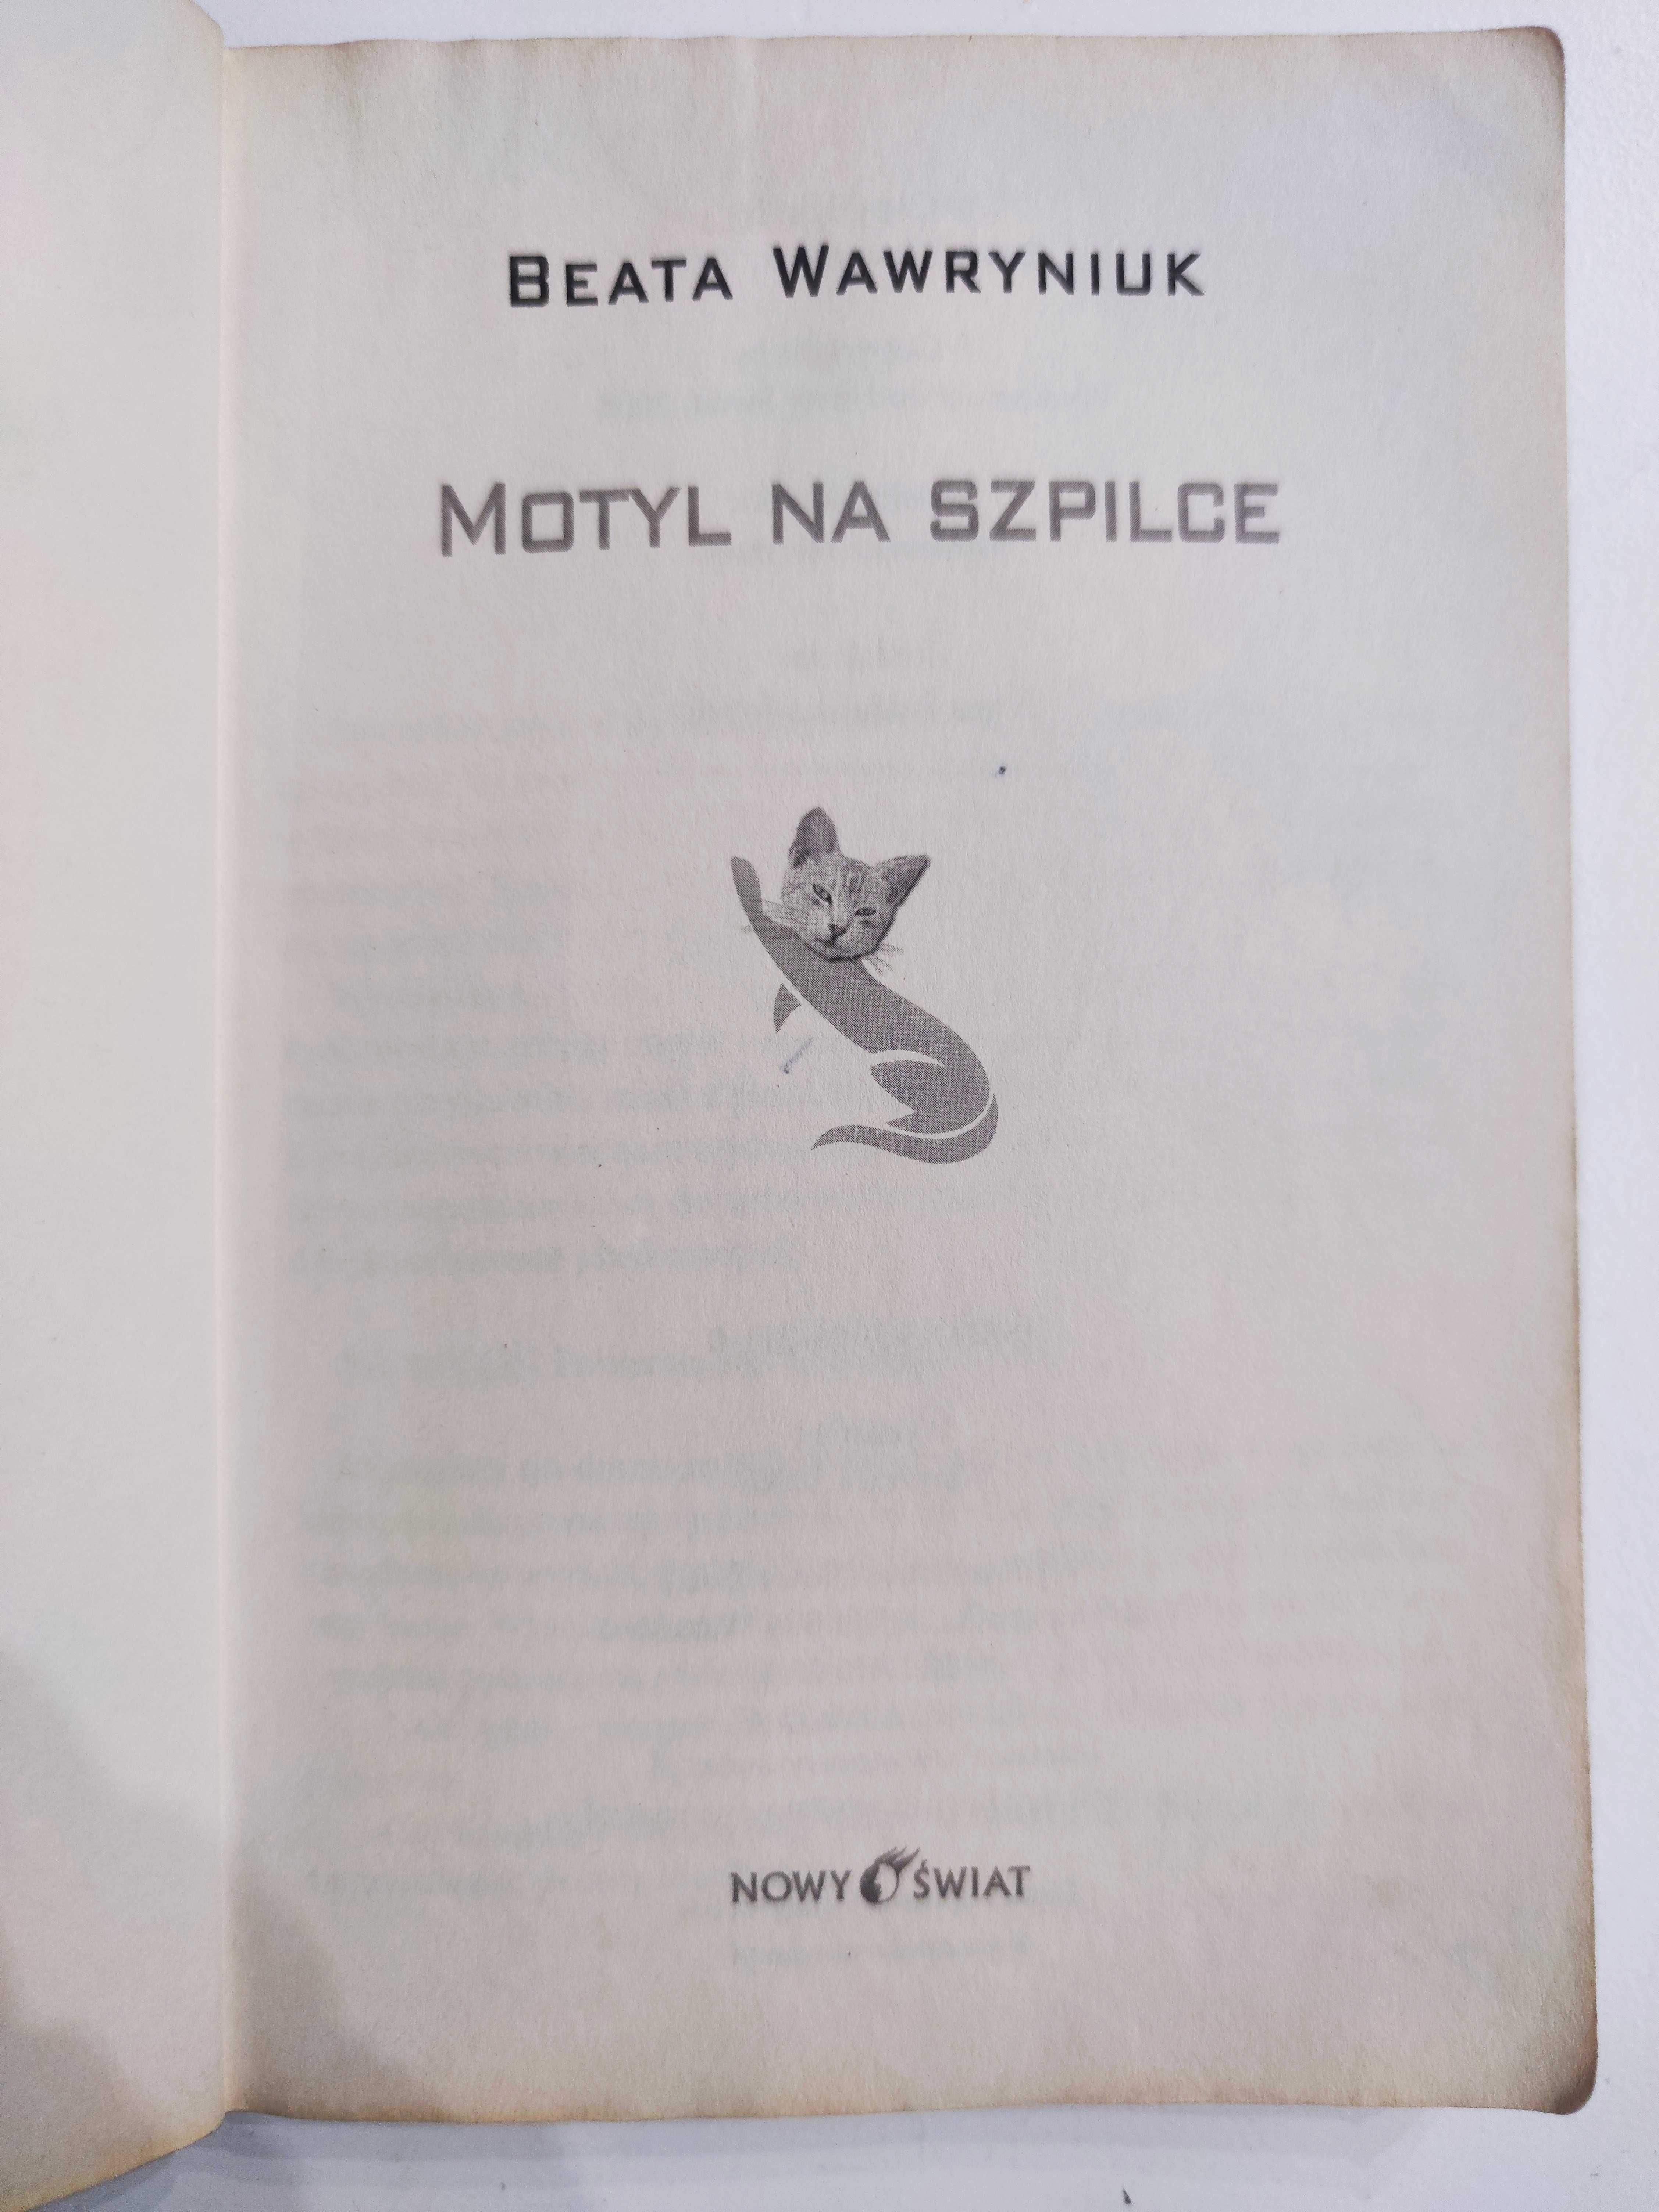 BEATA WAWRYNIUK
MOTYL NA SZPILCE
NOWY ŚWIAT